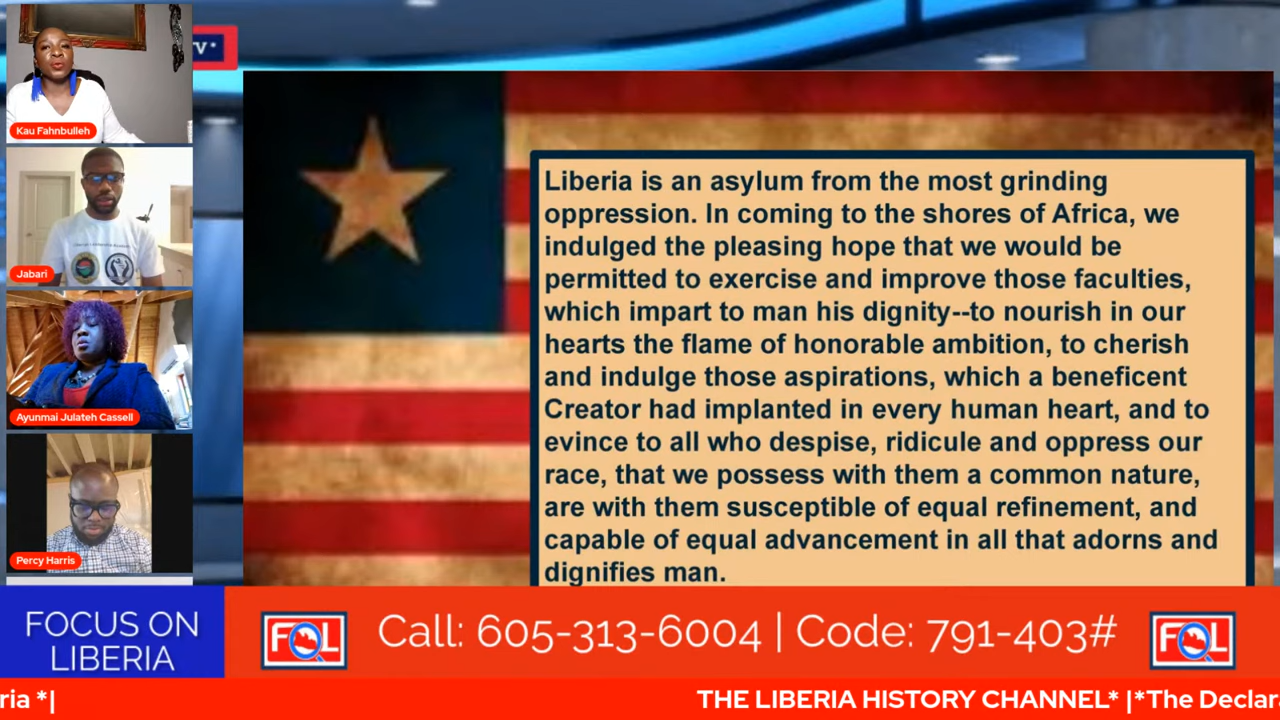 TV*
Kau Fahnbulleh
Jabari
Ayunmai Julateh Cassell
Percy Harris
Liberia is an asylum from the most grinding
oppression. In coming to the shores of Africa, we
indulged the pleasing hope that we would be
permitted to exercise and improve those faculties,
which impart to man his dignity--to nourish in our
hearts the flame of honorable ambition, to cherish
and indulge those aspirations, which a beneficent
Creator had implanted in every human heart, and to
evince to all who despise, ridicule and oppress our
race, that we possess with them a common nature,
are with them susceptible of equal refinement, and
capable of equal advancement in all that adorns and
dignifies man.
FOCUS ON
LIBERIA
FOL
Call: 605-313-6004 | Code: 791-403#
FOL
ria *| THE LIBERIA HISTORY CHANNEL* |*The Declar